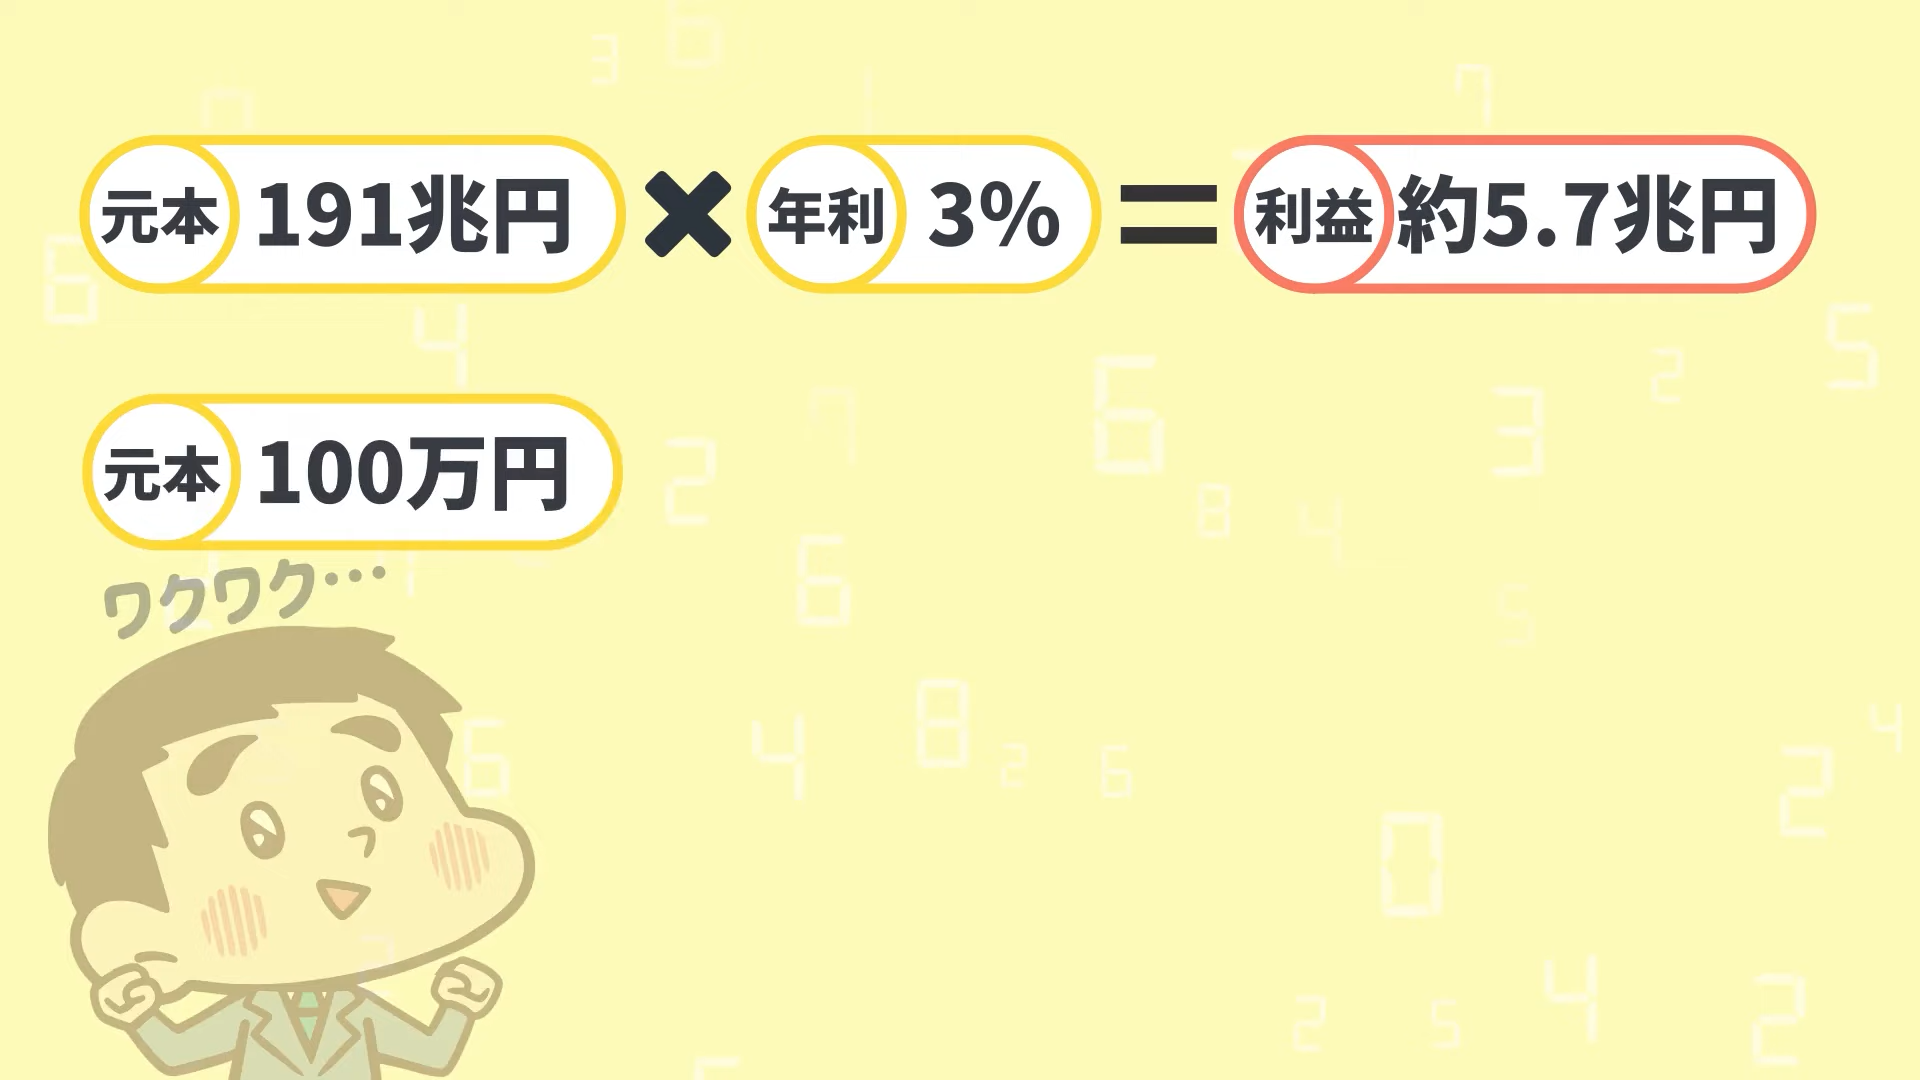 元本 191兆円 ✖ 年利 3% = 利益 約5.7兆円
元本 100万円
ワクワク…